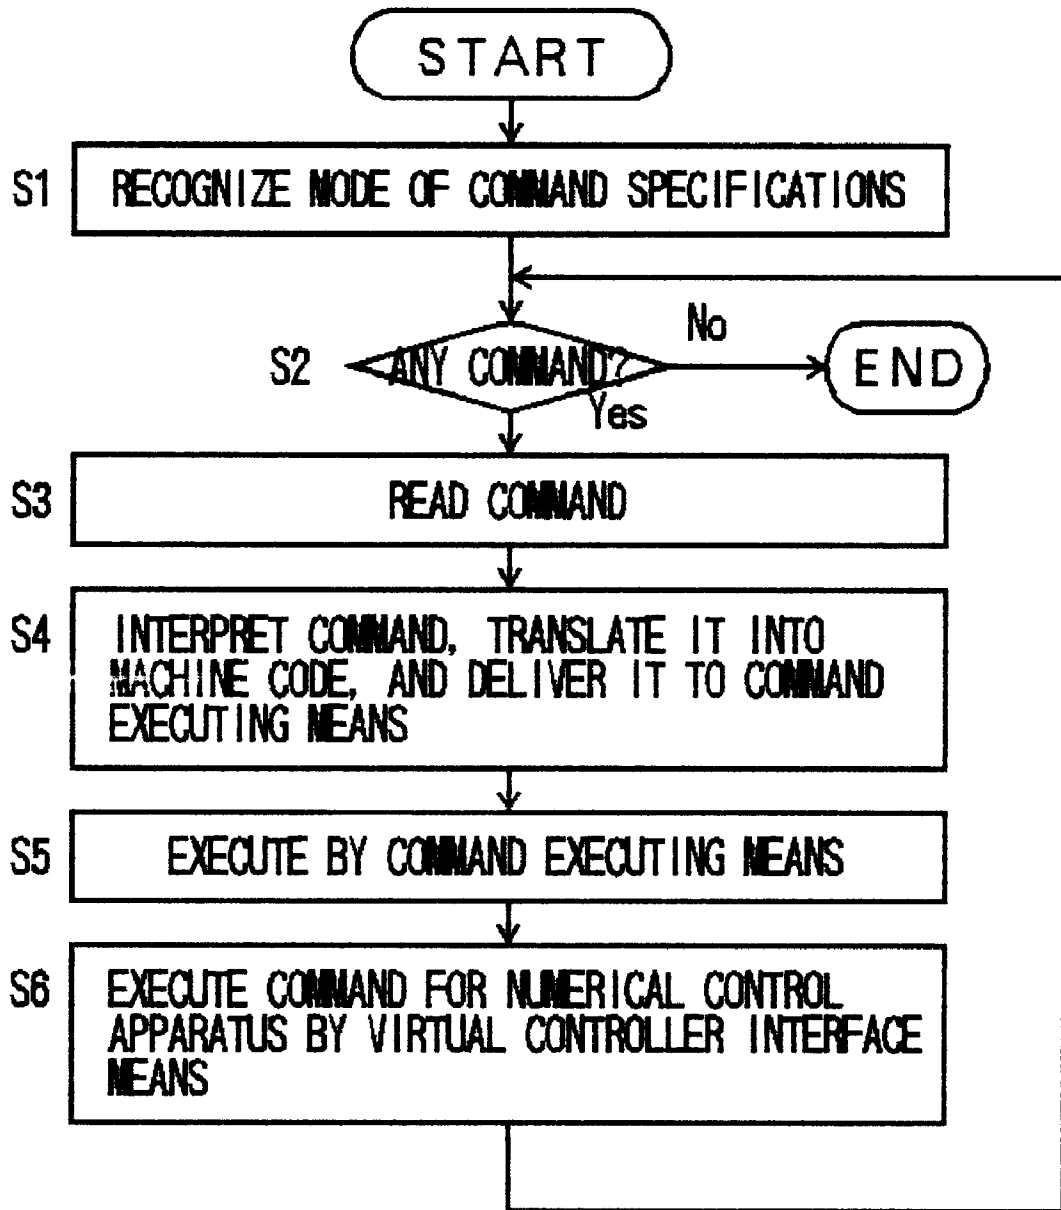 START
S1 RECOGNIZE MODE OF COMMAND SPECIFICATIONS
No
S2 ANY COMMAND? END
Yes
S3 READ COMMAND
S4 INTERPRET COMMAND, TRANSLATE IT INTO
MACHINE CODE, AND DELIVER IT TO COMMAND
EXECUTING MEANS
S5 EXECUTE BY COMMAND EXECUTING MEANS
S6 EXECUTE COMMAND FOR NUMERICAL CONTROL
APPARATUS BY VIRTUAL CONTROLLER INTERFACE
MEANS